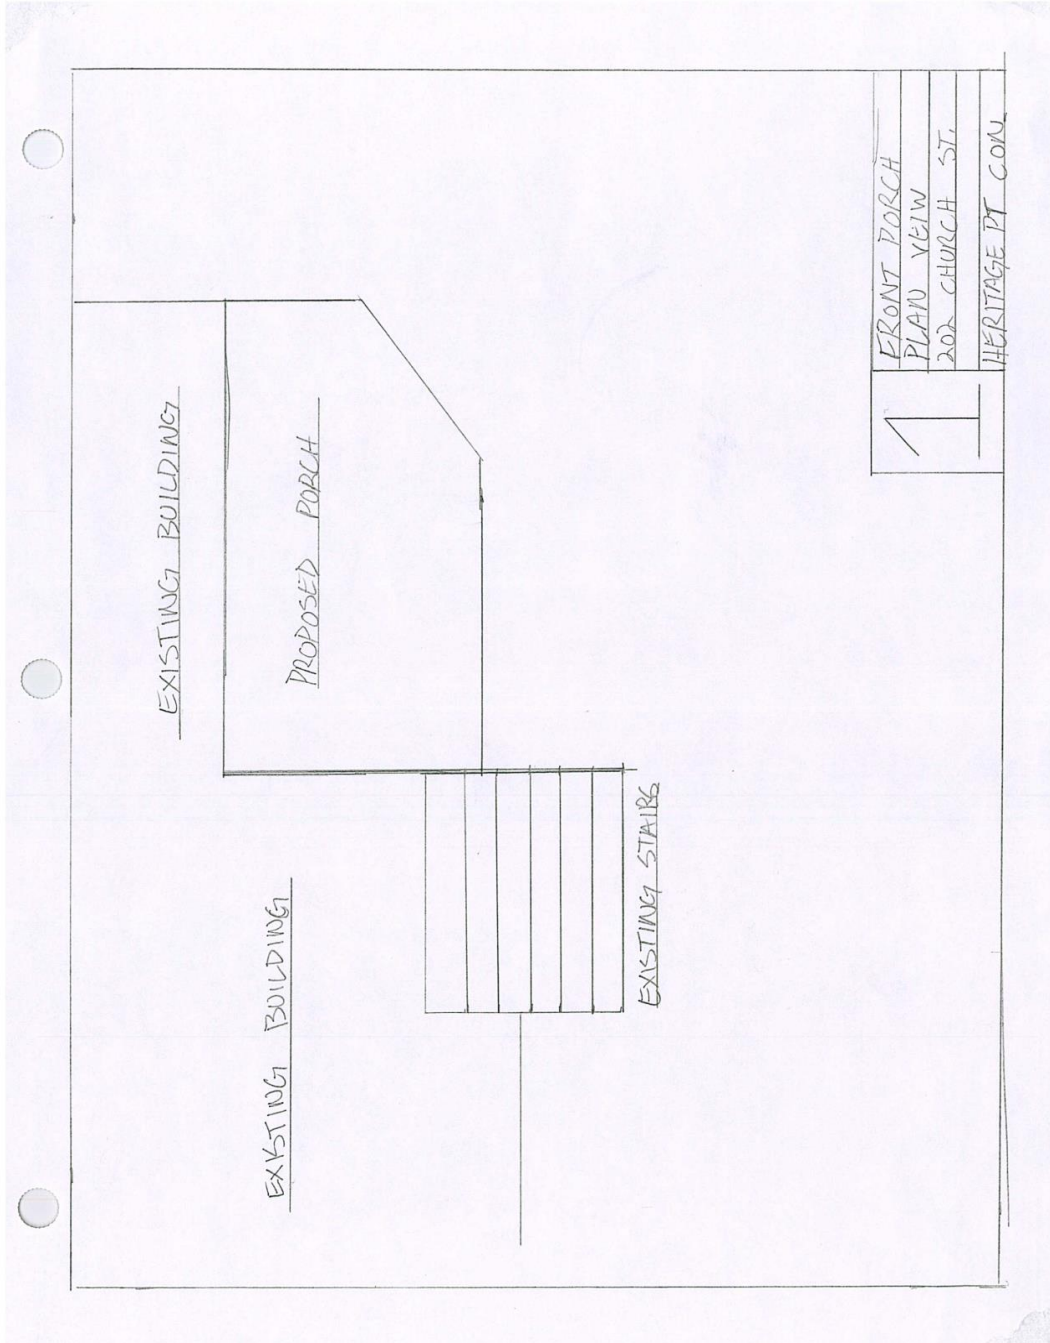 EXISTING BUILDING
PROPOSED PORCH
EXISTING BUILDING
EXISTING STAIRS
1
FRONT PORCH
PLAN VEIW
202 CHURCH ST.
HERITAGE PT CON